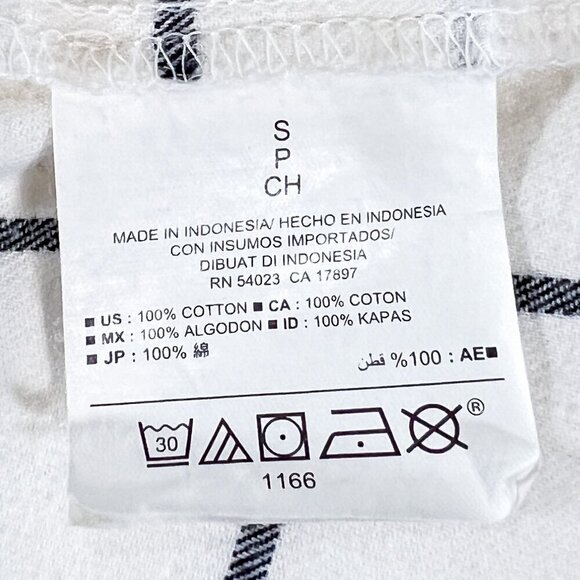 S
P
CH
MADE IN INDONESIA/ HECHO EN INDONESIA
CON INSUMOS IMPORTADOS/
DIBUAT DI INDONESIA
RN 54023 CA 17897
■ US : 100% COTTON ■ CA : 100% COTON
■ MX : 100% ALGODON ■ ID : 100% KAPAS
■ JP : 100% 綿
■AE : 100% قطن
30
®
1166